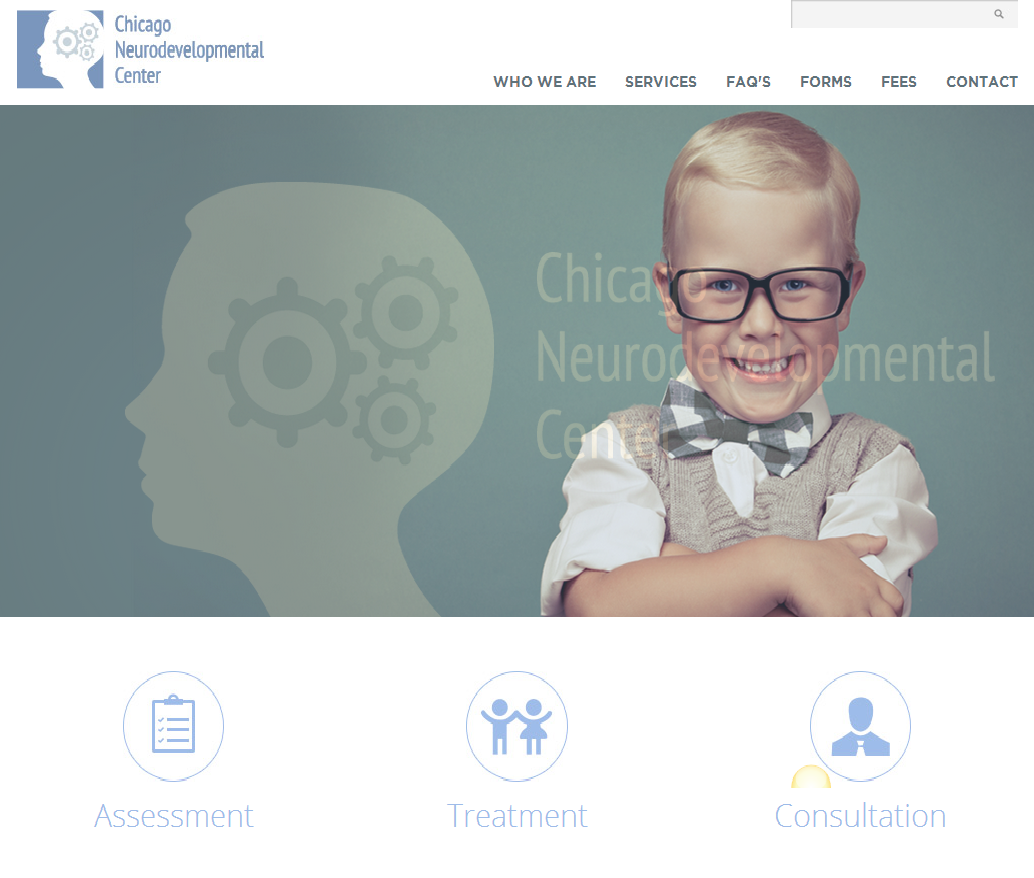 Chicago
Neurodevelopmental
Center
WHO WE ARE SERVICES FAQ'S FORMS FEES CONTACT
Chicago
Neurodevelopmental
Center
Assessment Treatment Consultation